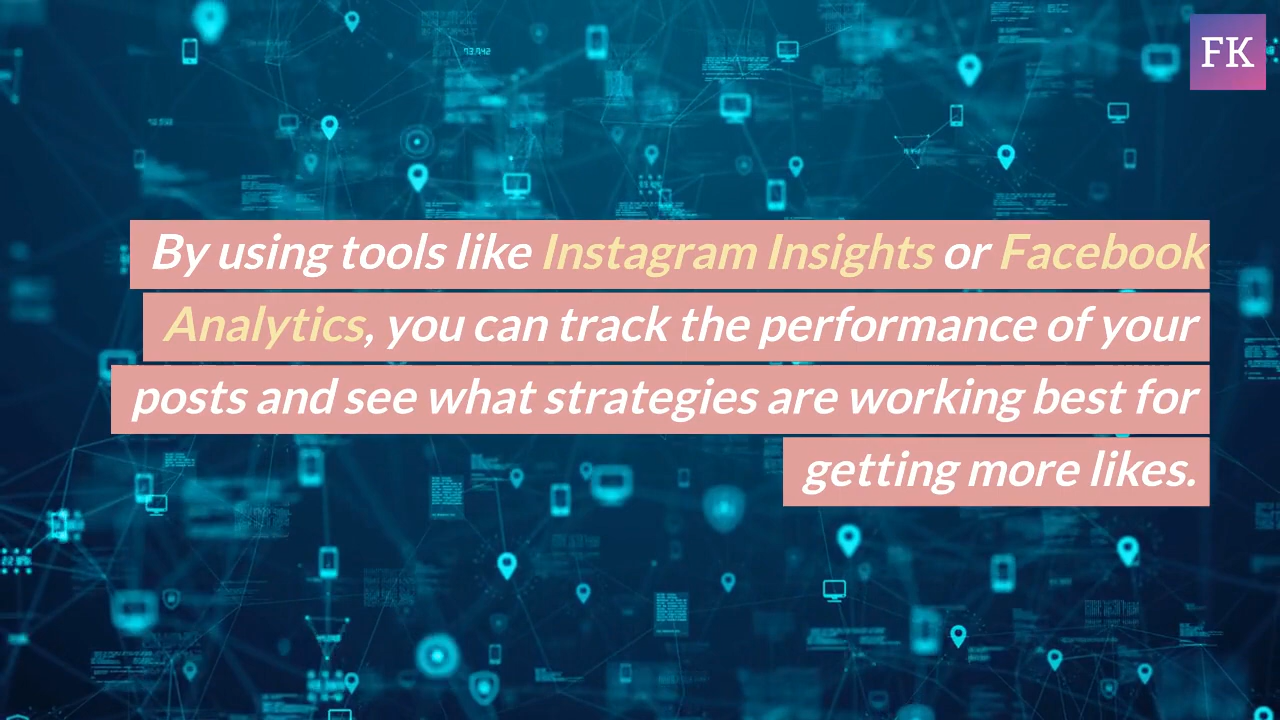 FK
By using tools like Instagram Insights or Facebook
Analytics, you can track the performance of your
posts and see what strategies are working best for
getting more likes.